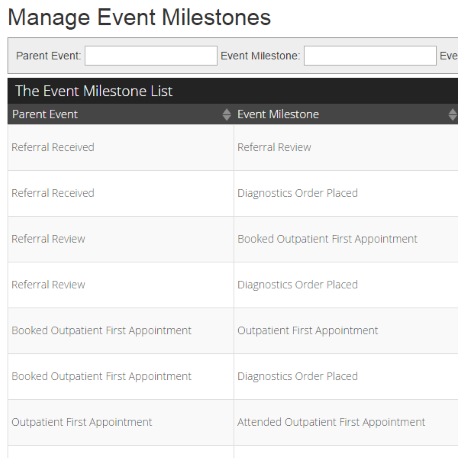 Manage Event Milestones
Parent Event: Event Milestone: Eve
The Event Milestone List
Parent Event Event Milestone
Referral Received Referral Review
Referral Received Diagnostics Order Placed
Referral Review Booked Outpatient First Appointment
Referral Review Diagnostics Order Placed
Booked Outpatient First Appointment Outpatient First Appointment
Booked Outpatient First Appointment Diagnostics Order Placed
Outpatient First Appointment Attended Outpatient First Appointment